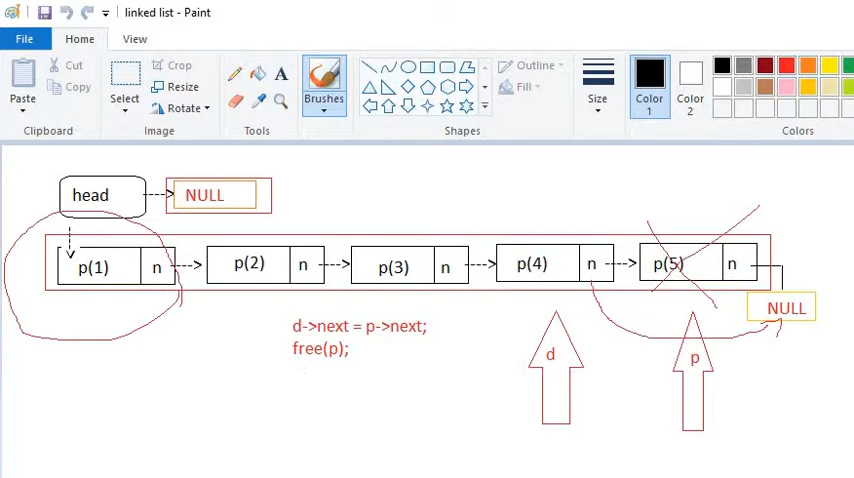 linked list - Paint
File Home View
Cut
Copy
Paste
Clipboard
Crop
Resize
Rotate
Select
Image
Tools
Brushes
Outline
Fill
Shapes
Size
Color 1
Color 2
Colors
head
NULL
p(1) n p(2) n p(3) n p(4) n p(5) n
NULL
d->next = p->next;
free(p);
d
p